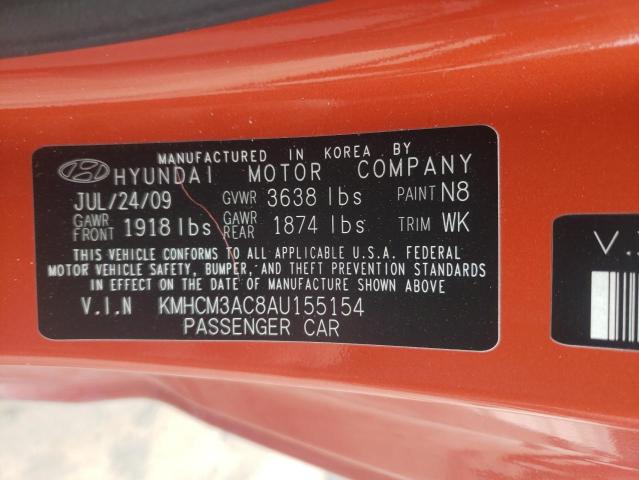 MANUFACTURED IN KOREA BY
HYUNDAI MOTOR COMPANY
JUL/24/09 GVWR 3638 lbs PAINT N8
GAWR FRONT 1918 lbs GAWR REAR 1874 lbs TRIM WK
THIS VEHICLE CONFORMS TO ALL APPLICABLE U.S.A. FEDERAL
MOTOR VEHICLE SAFETY, BUMPER, AND THEFT PREVENTION STANDARDS
IN EFFECT ON THE DATE OF MANUFACTURE SHOWN ABOVE
V.I.N KMHCM3AC8AU155154
PASSENGER CAR
V.